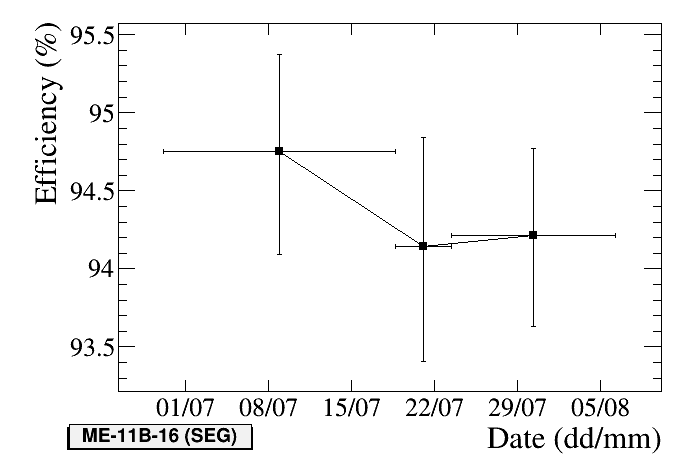 Efficiency (%)
95.5
95
94.5
94
93.5
01/07 08/07 15/07 22/07 29/07 05/08
ME-11B-16 (SEG)
Date (dd/mm)